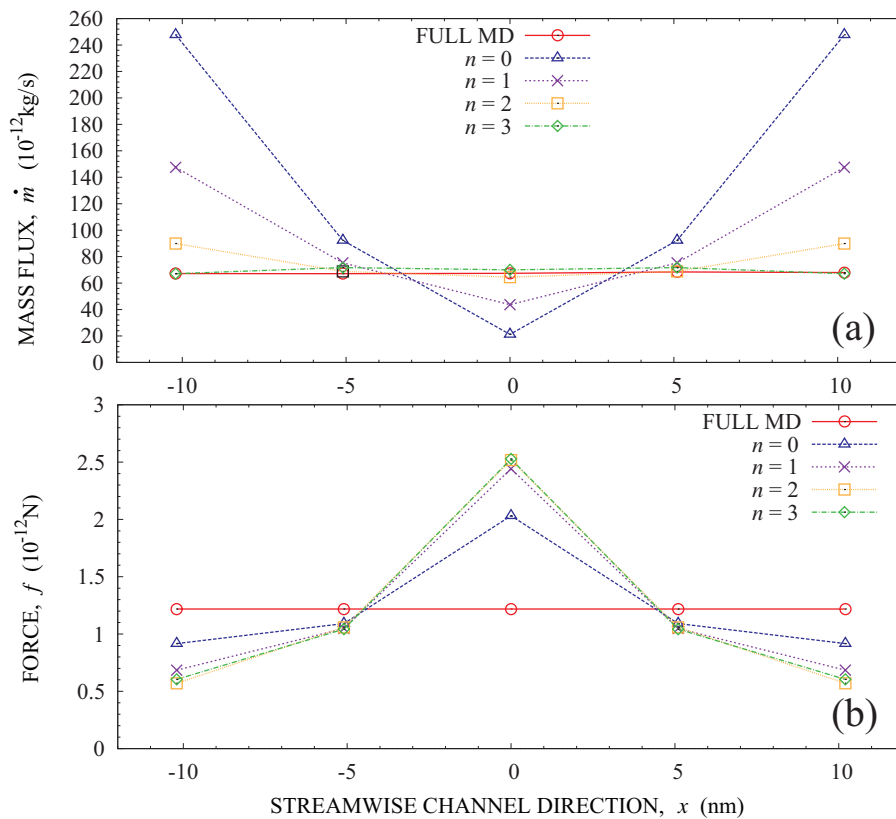 260
240
220
200
180
160
140
120
100
80
60
40
20
0
MASS FLUX, ṁ (10⁻¹²kg/s)
FULL MD
n = 0
n = 1
n = 2
n = 3
(a)
-10 -5 0 5 10
3
2.5
2
1.5
1
0.5
0
FORCE, f (10⁻¹²N)
FULL MD
n = 0
n = 1
n = 2
n = 3
(b)
-10 -5 0 5 10
STREAMWISE CHANNEL DIRECTION, x (nm)